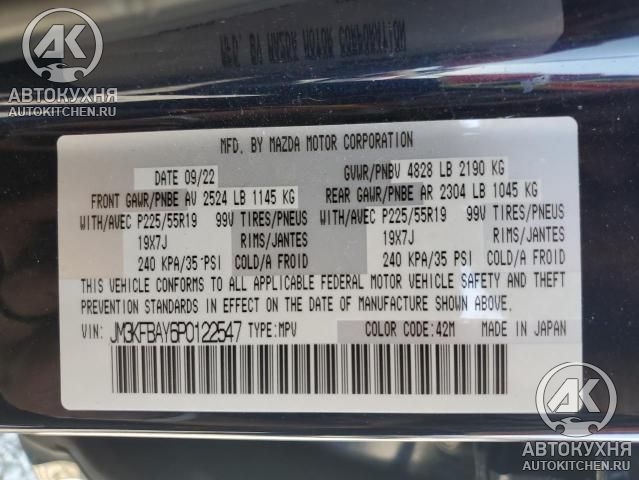 AK
АВТОКУХНЯ
AUTOKITCHEN.RU
MFD. BY MAZDA MOTOR CORPORATION
DATE 09/22 GVWR/PNBV 4828 LB 2190 KG
FRONT GAWR/PNBE AV 2524 LB 1145 KG REAR GAWR/PNBE AR 2304 LB 1045 KG
WITH/AVEC P225/55R19 99V TIRES/PNEUS WITH/AVEC P225/55R19 99V TIRES/PNEUS
19X7J RIMS/JANTES 19X7J RIMS/JANTES
240 KPA/35 PSI COLD/A FROID 240 KPA/35 PSI COLD/A FROID
THIS VEHICLE CONFORMS TO ALL APPLICABLE FEDERAL MOTOR VEHICLE SAFETY AND THEFT
PREVENTION STANDARDS IN EFFECT ON THE DATE OF MANUFACTURE SHOWN ABOVE.
VIN: JM3KFBAY6P0122547 TYPE: MPV COLOR CODE: 42M MADE IN JAPAN
AK
АВТОКУХНЯ
AUTOKITCHEN.RU